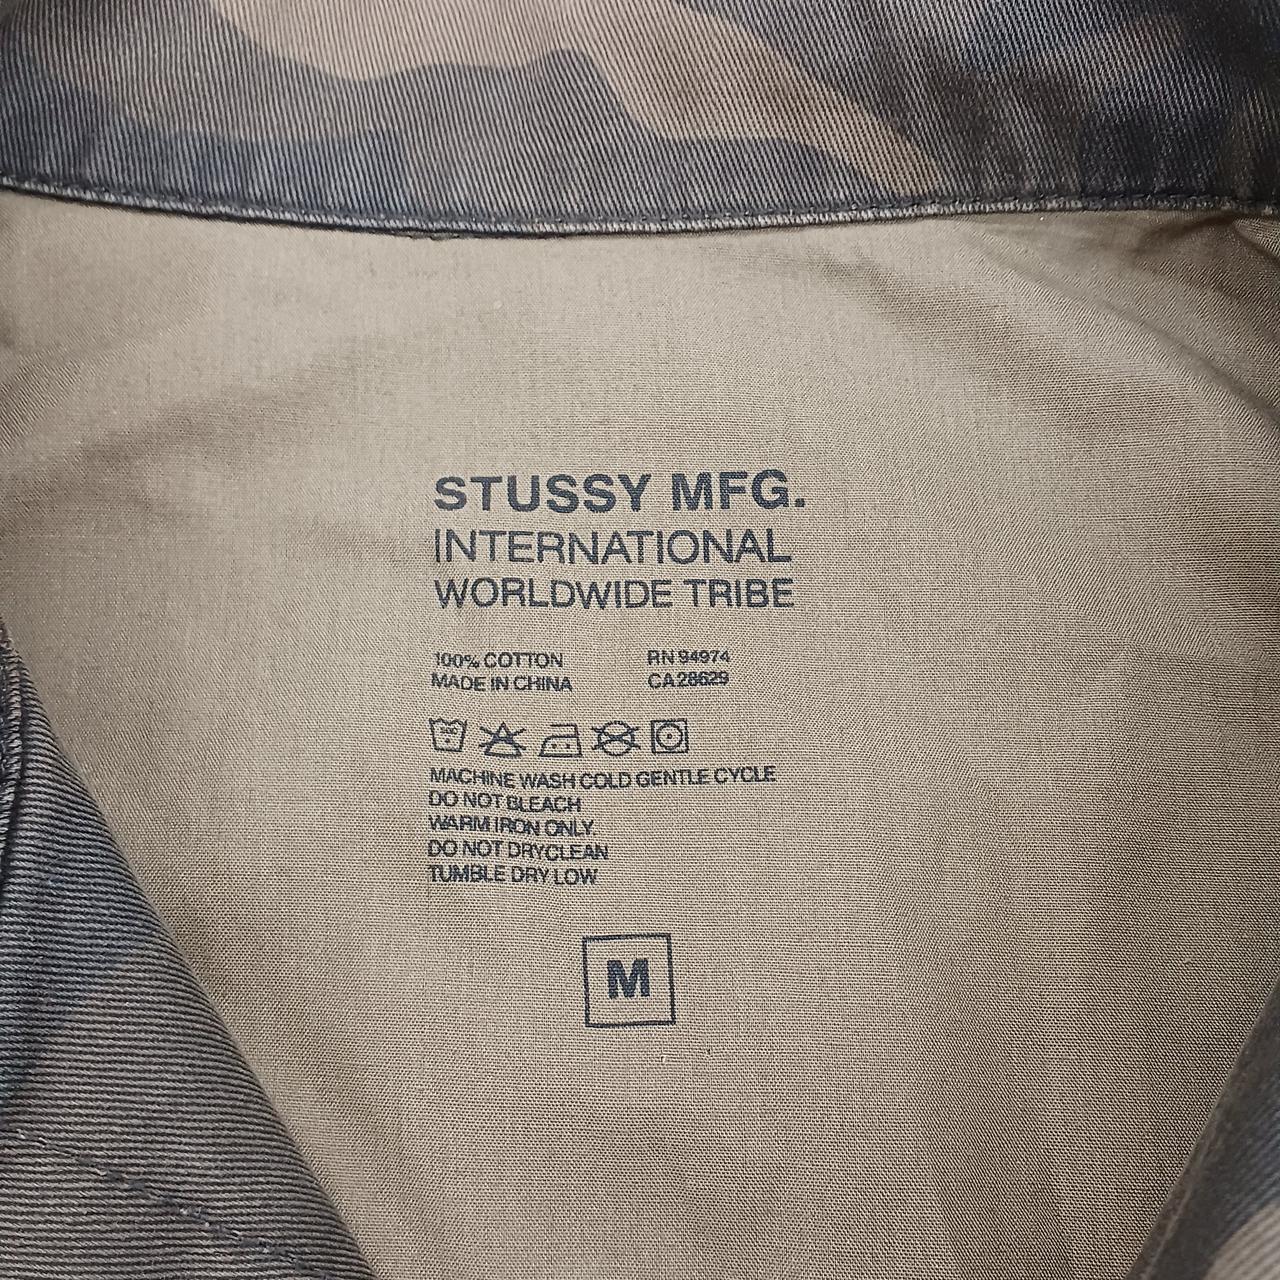 STUSSY MFG.
INTERNATIONAL
WORLDWIDE TRIBE
100% COTTON RN 94974
MADE IN CHINA CA 28629
MACHINE WASH COLD GENTLE CYCLE
DO NOT BLEACH
WARM IRON ONLY
DO NOT DRYCLEAN
TUMBLE DRY LOW
M